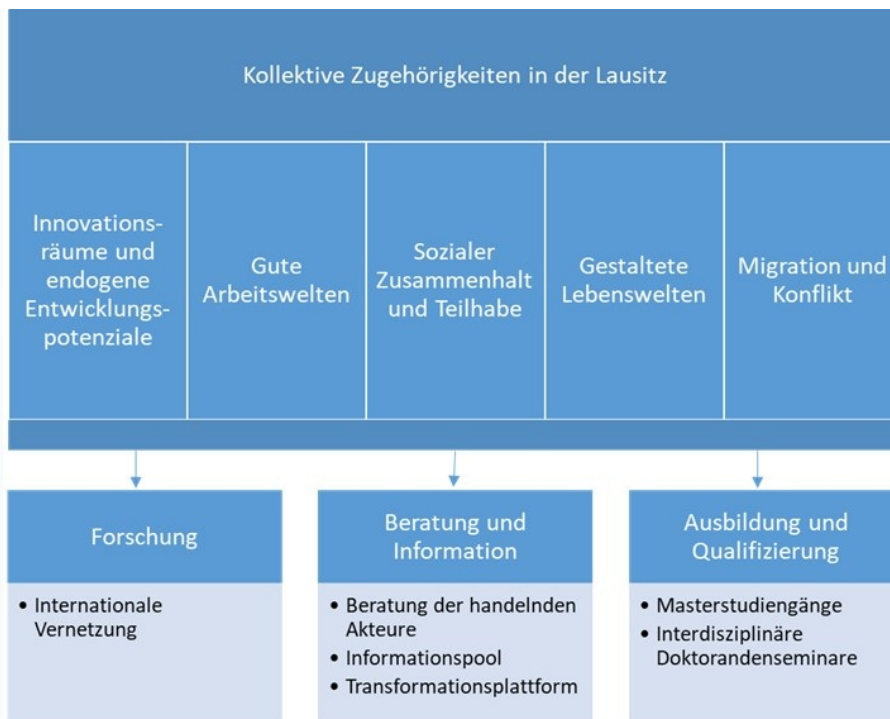 Kollektive Zugehörigkeiten in der Lausitz
Innovations-
räume und
endogene
Entwicklungs-
potenziale
Gute
Arbeitswelten
Sozialer
Zusammenhalt
und Teilhabe
Gestaltete
Lebenswelten
Migration und
Konflikt
Forschung
• Internationale
Vernetzung
Beratung und
Information
• Beratung der handelnden
Akteure
• Informationspool
• Transformationsplattform
Ausbildung und
Qualifizierung
• Masterstudiengänge
• Interdisziplinäre
Doktorandenseminare